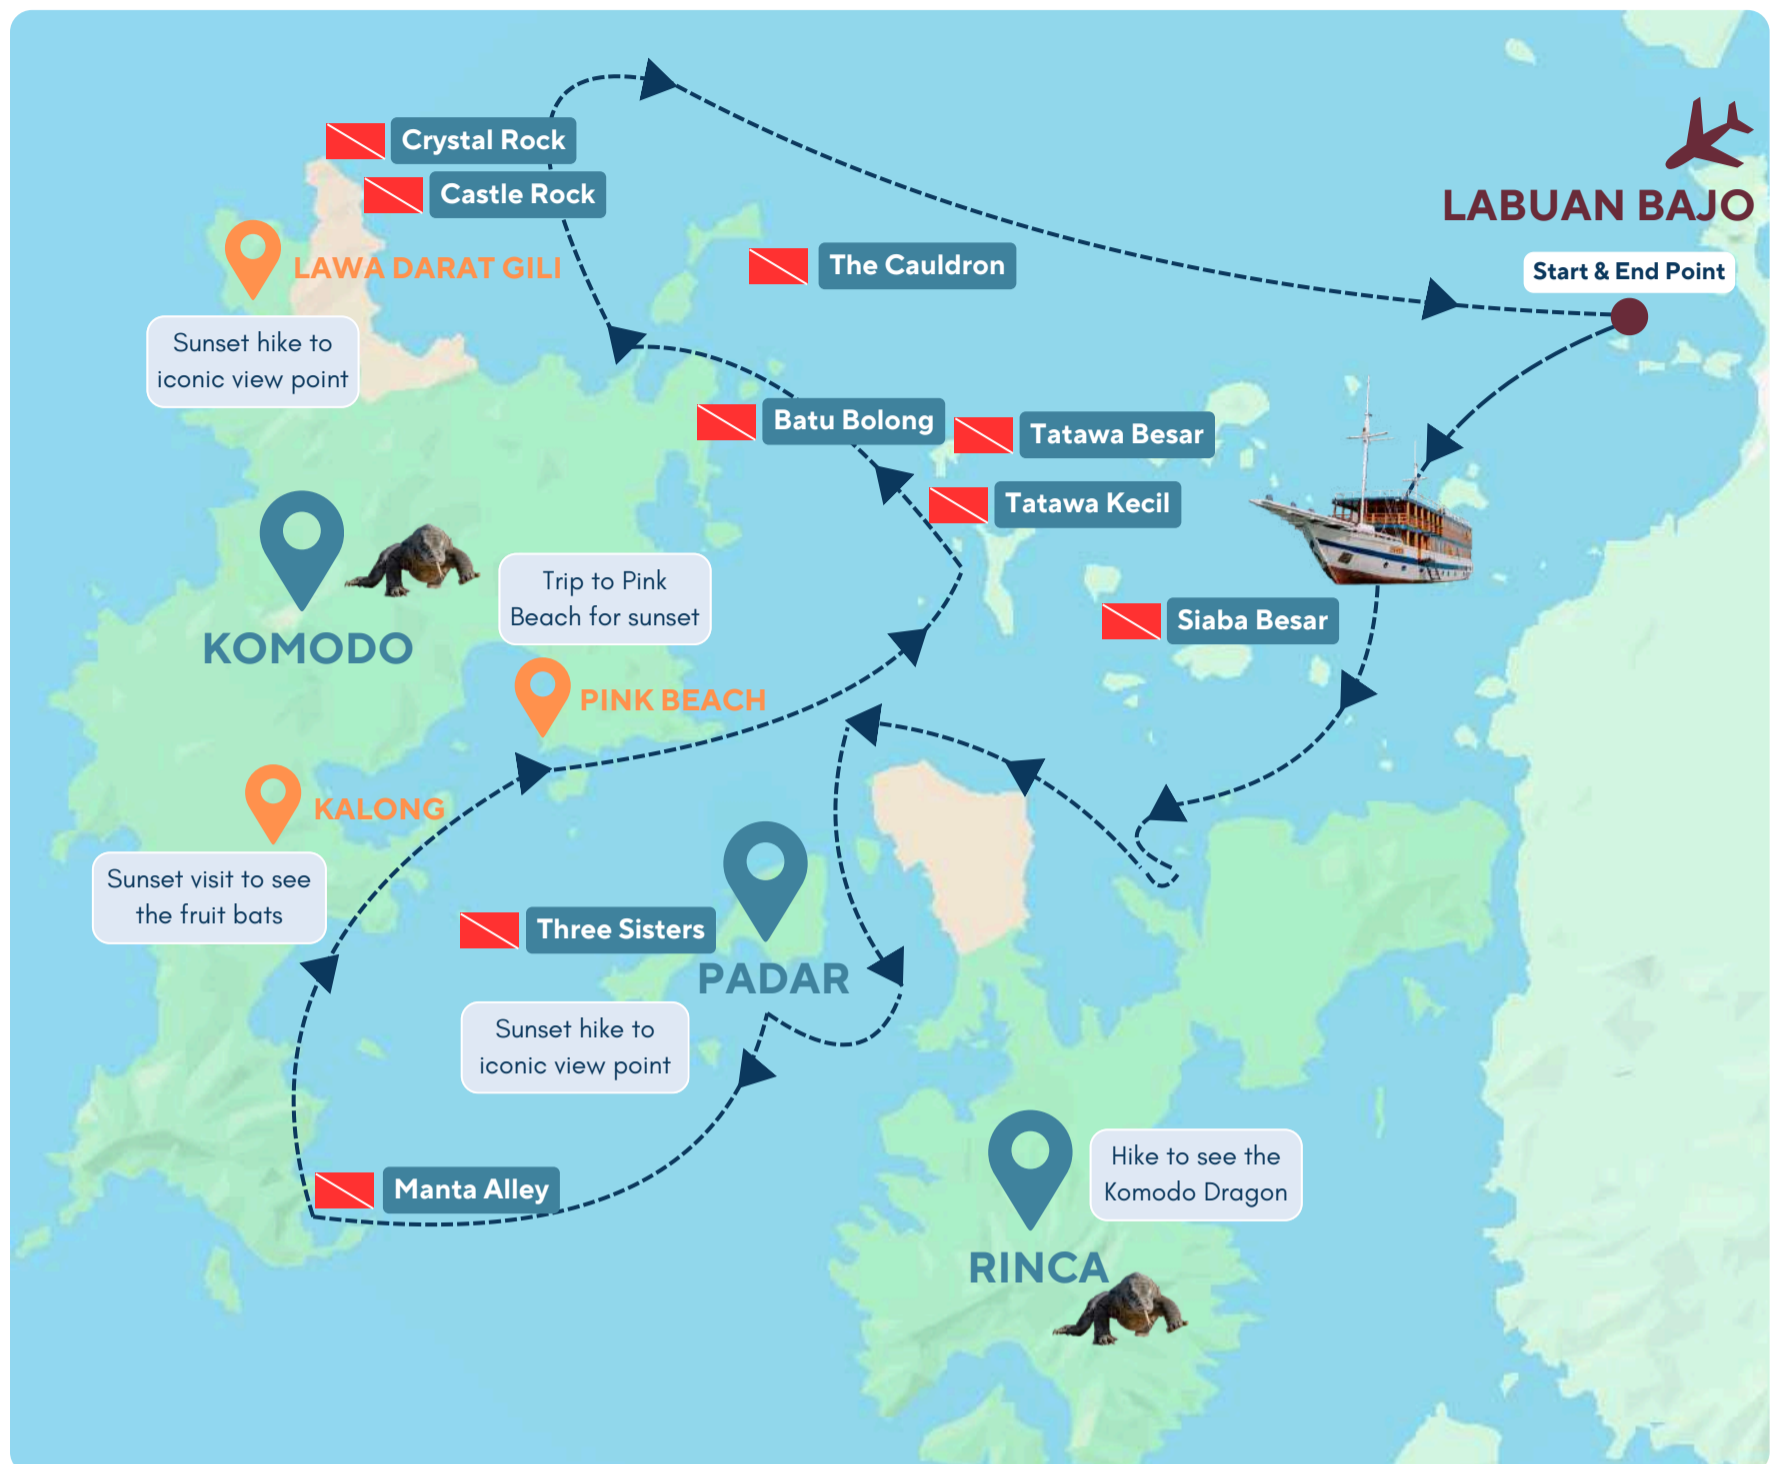 Crystal Rock
Castle Rock
LABUAN BAJO
Start & End Point
The Cauldron
LAWA DARAT GILI
Sunset hike to
iconic view point
Batu Bolong
Tatawa Besar
Tatawa Kecil
KOMODO
Trip to Pink
Beach for sunset
Siaba Besar
PINK BEACH
KALONG
Sunset visit to see
the fruit bats
Three Sisters
PADAR
Sunset hike to
iconic view point
Manta Alley
Hike to see the
Komodo Dragon
RINCA